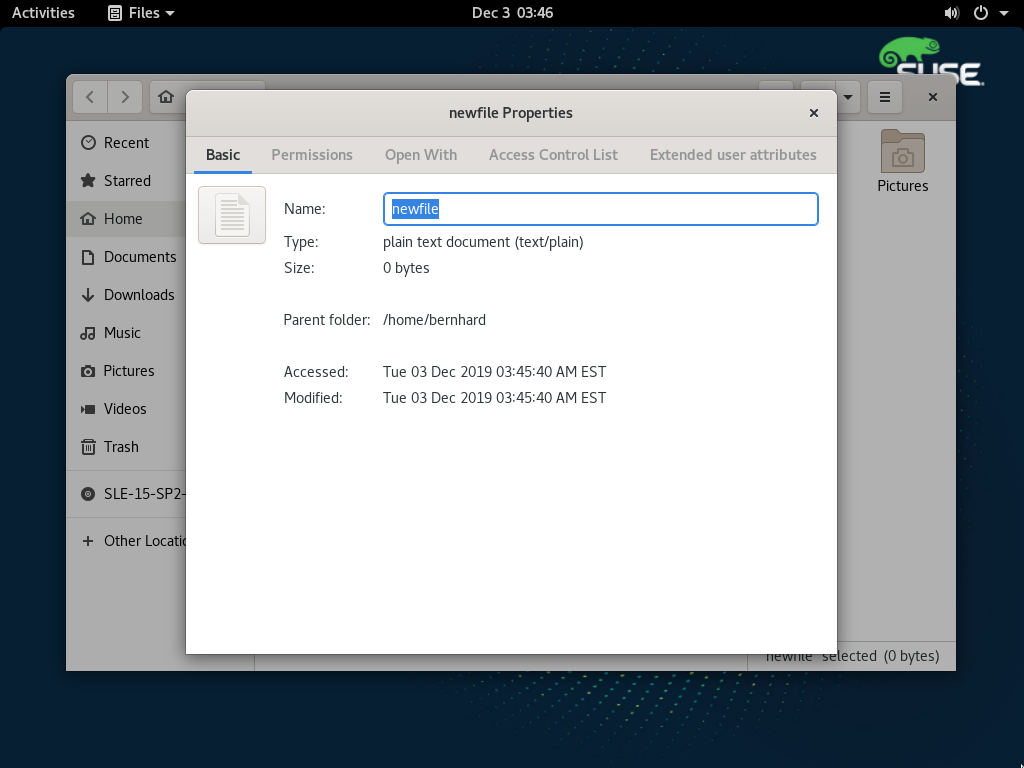 Activities Files Dec 3 03:46
SUSE
newfile Properties
Basic Permissions Open With Access Control List Extended user attributes
Recent
Starred
Home
Documents
Downloads
Music
Pictures
Videos
Trash
SLE-15-SP2-
Other Locatio
Name: newfile
Type: plain text document (text/plain)
Size: 0 bytes
Parent folder: /home/bernhard
Accessed: Tue 03 Dec 2019 03:45:40 AM EST
Modified: Tue 03 Dec 2019 03:45:40 AM EST
Pictures
"newfile" selected (0 bytes)